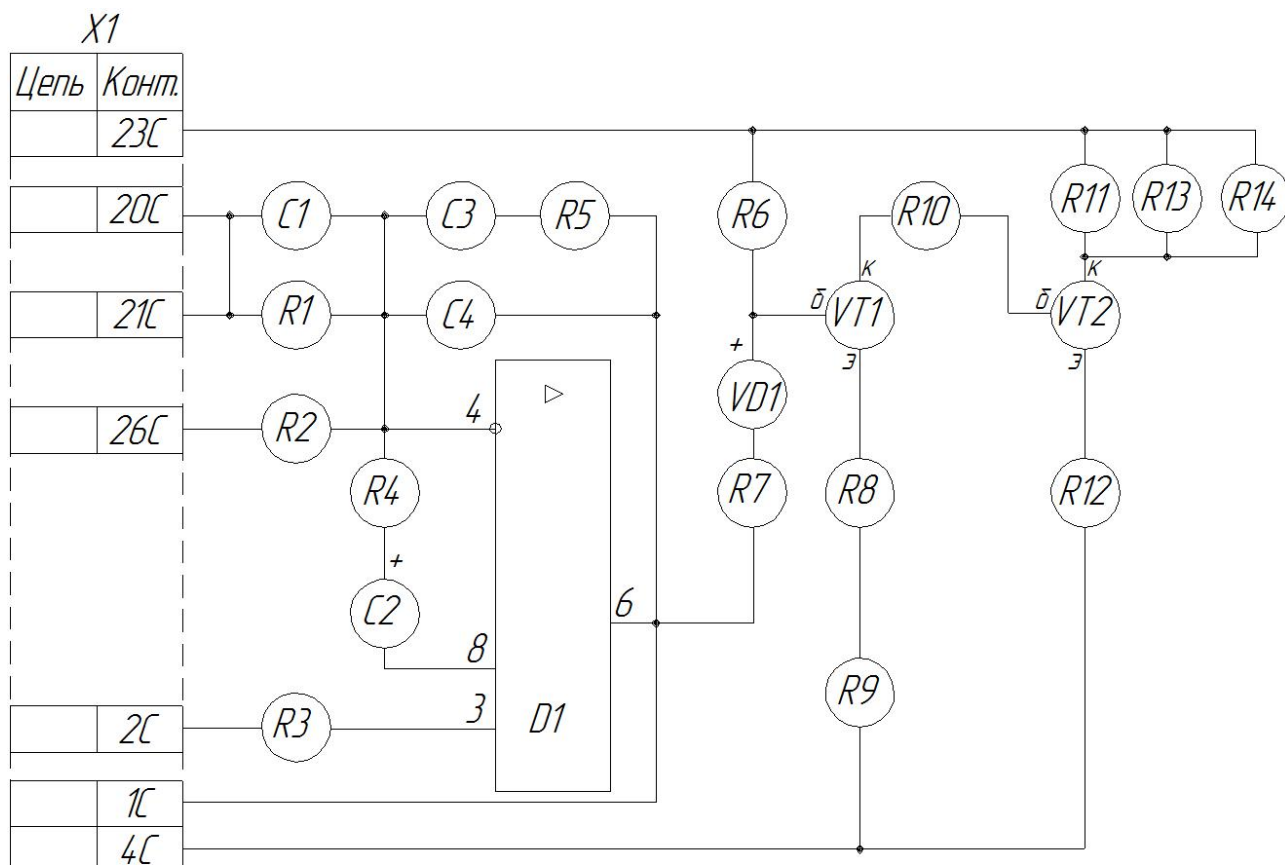 X1
Цепь Конт.
23С
20С C1 C3 R5 R6 R10 R11 R13 R14
к к
21С R1 C4 б VT1 б VT2
+ э э
VD1
4
26С R2
R4 R7 R8 R12
+
C2 6
8
R9
3
2С R3 D1
1С
4С